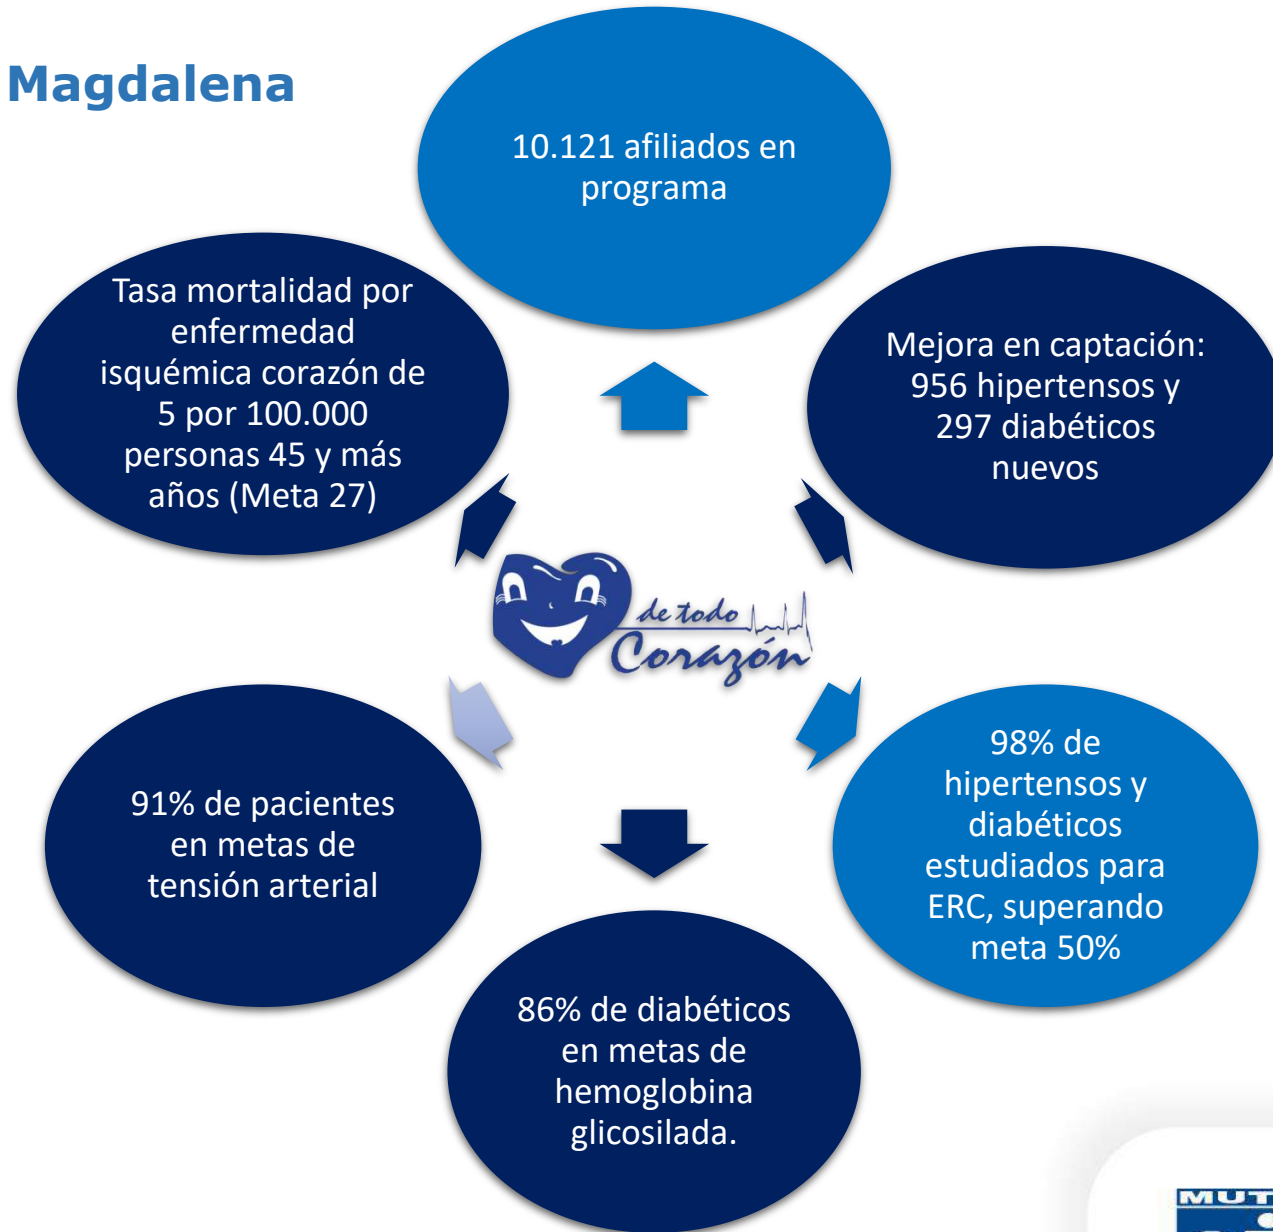 Magdalena
10.121 afiliados en
programa
Tasa mortalidad por
enfermedad
isquémica corazón de
5 por 100.000
personas 45 y más
años (Meta 27)
Mejora en captación:
956 hipertensos y
297 diabéticos
nuevos
de todo
Corazón
91% de pacientes
en metas de
tensión arterial
98% de
hipertensos y
diabéticos
estudiados para
ERC, superando
meta 50%
86% de diabéticos
en metas de
hemoglobina
glicosilada.
MUT